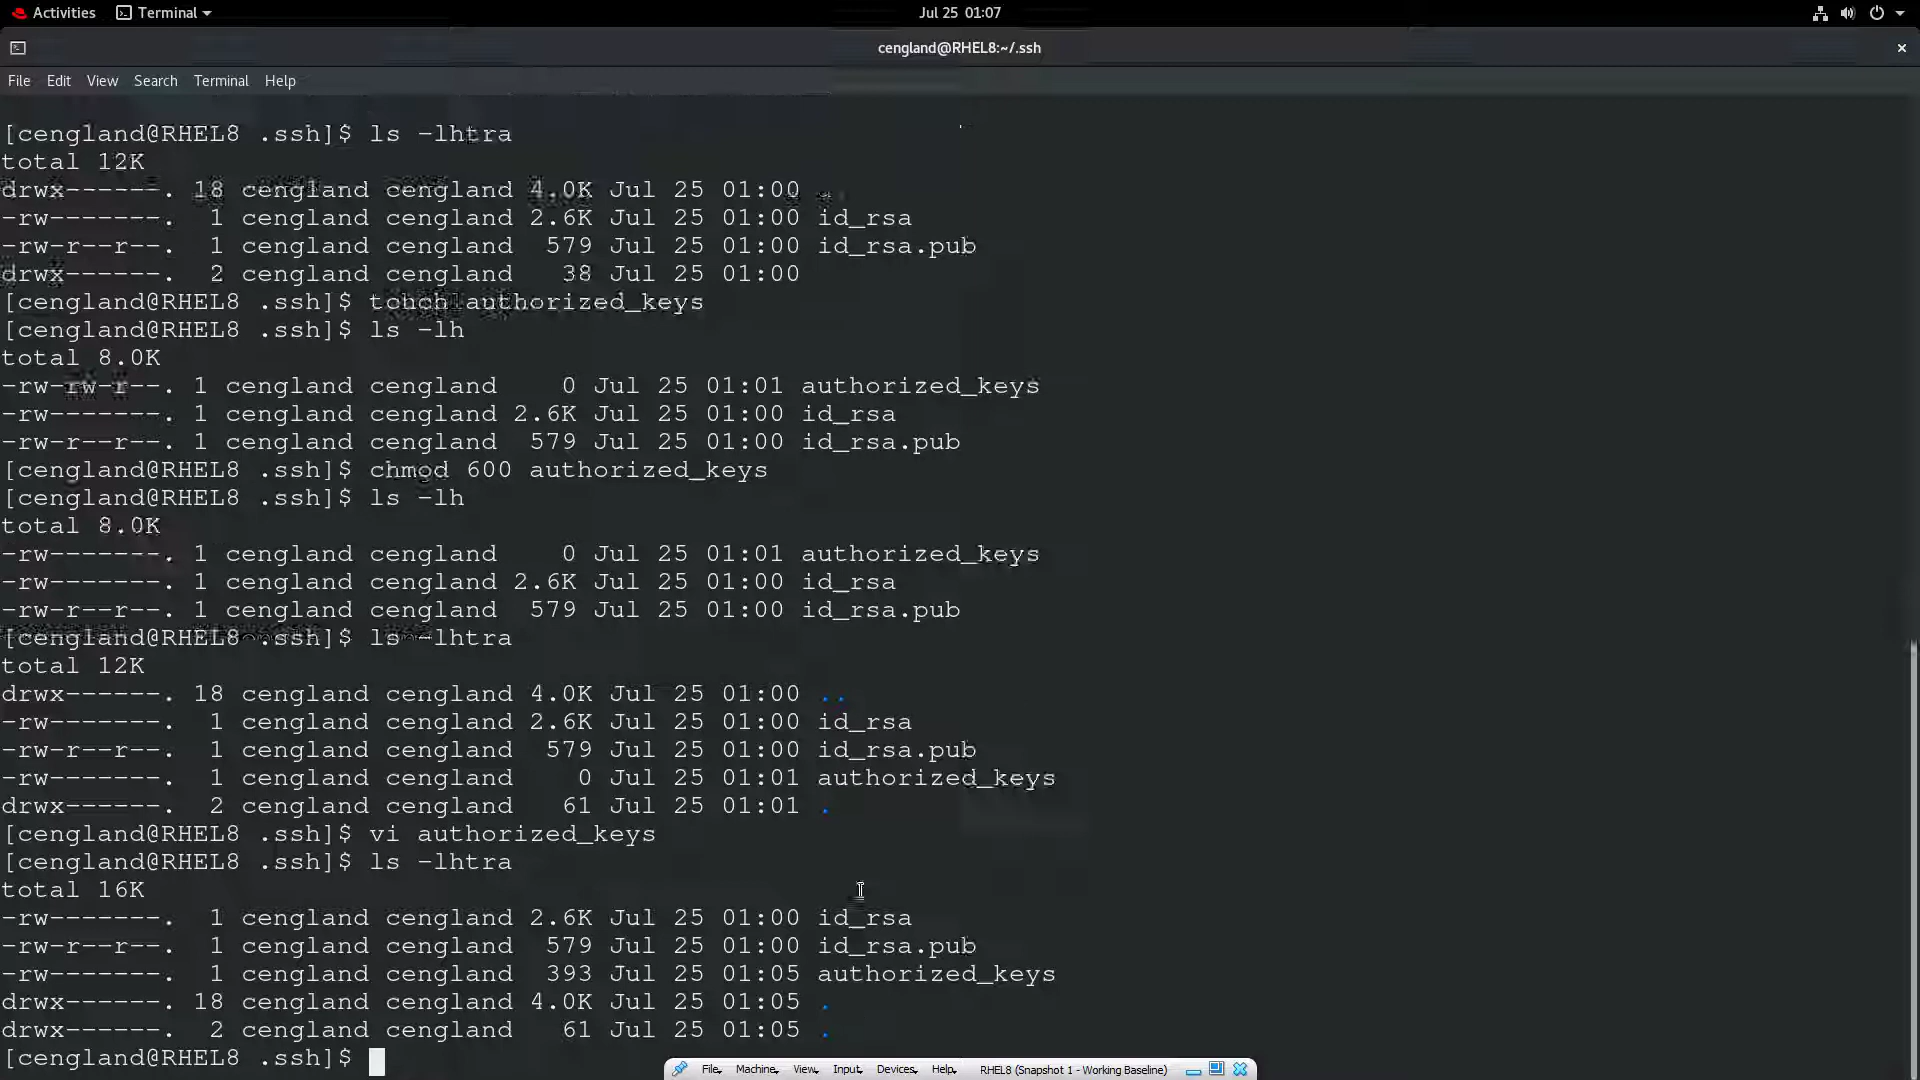 Activities Terminal Jul 25 01:07
cengland@RHEL8:~/.ssh
File Edit View Search Terminal Help
[cengland@RHEL8 .ssh]$ ls -lhtra
total 12K
drwx------. 18 cengland cengland 4.0K Jul 25 01:00
-rw-------. 1 cengland cengland 2.6K Jul 25 01:00 id_rsa
-rw-r--r--. 1 cengland cengland 579 Jul 25 01:00 id_rsa.pub
drwx------. 2 cengland cengland 38 Jul 25 01:00
[cengland@RHEL8 .ssh]$ authorized_keys
[cengland@RHEL8 .ssh]$ ls -lh
total 8.0K
-rw-rw-r--. 1 cengland cengland 0 Jul 25 01:01 authorized_keys
-rw-------. 1 cengland cengland 2.6K Jul 25 01:00 id_rsa
-rw-r--r--. 1 cengland cengland 579 Jul 25 01:00 id_rsa.pub
[cengland@RHEL8 .ssh]$ chmod 600 authorized_keys
[cengland@RHEL8 .ssh]$ ls -lh
total 8.0K
-rw-------. 1 cengland cengland 0 Jul 25 01:01 authorized_keys
-rw-------. 1 cengland cengland 2.6K Jul 25 01:00 id_rsa
-rw-r--r--. 1 cengland cengland 579 Jul 25 01:00 id_rsa.pub
[cengland@RHEL8 .ssh]$ ls -lhtra
total 12K
drwx------. 18 cengland cengland 4.0K Jul 25 01:00 ..
-rw-------. 1 cengland cengland 2.6K Jul 25 01:00 id_rsa
-rw-r--r--. 1 cengland cengland 579 Jul 25 01:00 id_rsa.pub
-rw-------. 1 cengland cengland 0 Jul 25 01:01 authorized_keys
drwx------. 2 cengland cengland 61 Jul 25 01:01 .
[cengland@RHEL8 .ssh]$ vi authorized_keys
[cengland@RHEL8 .ssh]$ ls -lhtra
total 16K
-rw-------. 1 cengland cengland 2.6K Jul 25 01:00 id_rsa
-rw-r--r--. 1 cengland cengland 579 Jul 25 01:00 id_rsa.pub
-rw-------. 1 cengland cengland 393 Jul 25 01:05 authorized_keys
drwx------. 18 cengland cengland 4.0K Jul 25 01:05 .
drwx------. 2 cengland cengland 61 Jul 25 01:05 .
[cengland@RHEL8 .ssh]$
File Machine View Input Devices Help RHEL8 (Snapshot 1 - Working Baseline)